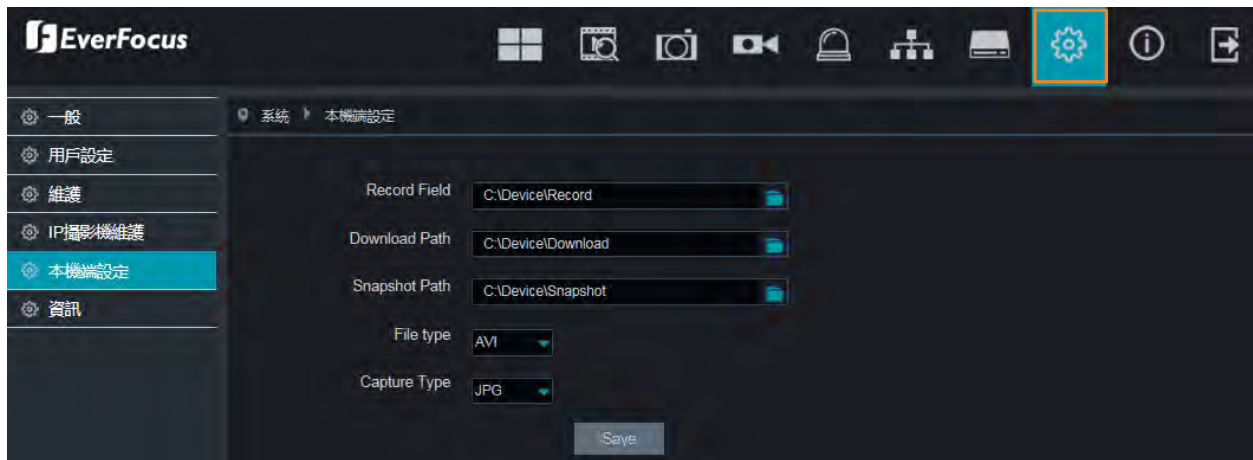 EverFocus
一般
用戶設定
維護
IP攝影機維護
本機端設定
資訊
系統 本機端設定
Record Field C:\Device\Record
Download Path C:\Device\Download
Snapshot Path C:\Device\Snapshot
File type AVI
Capture Type JPG
Save